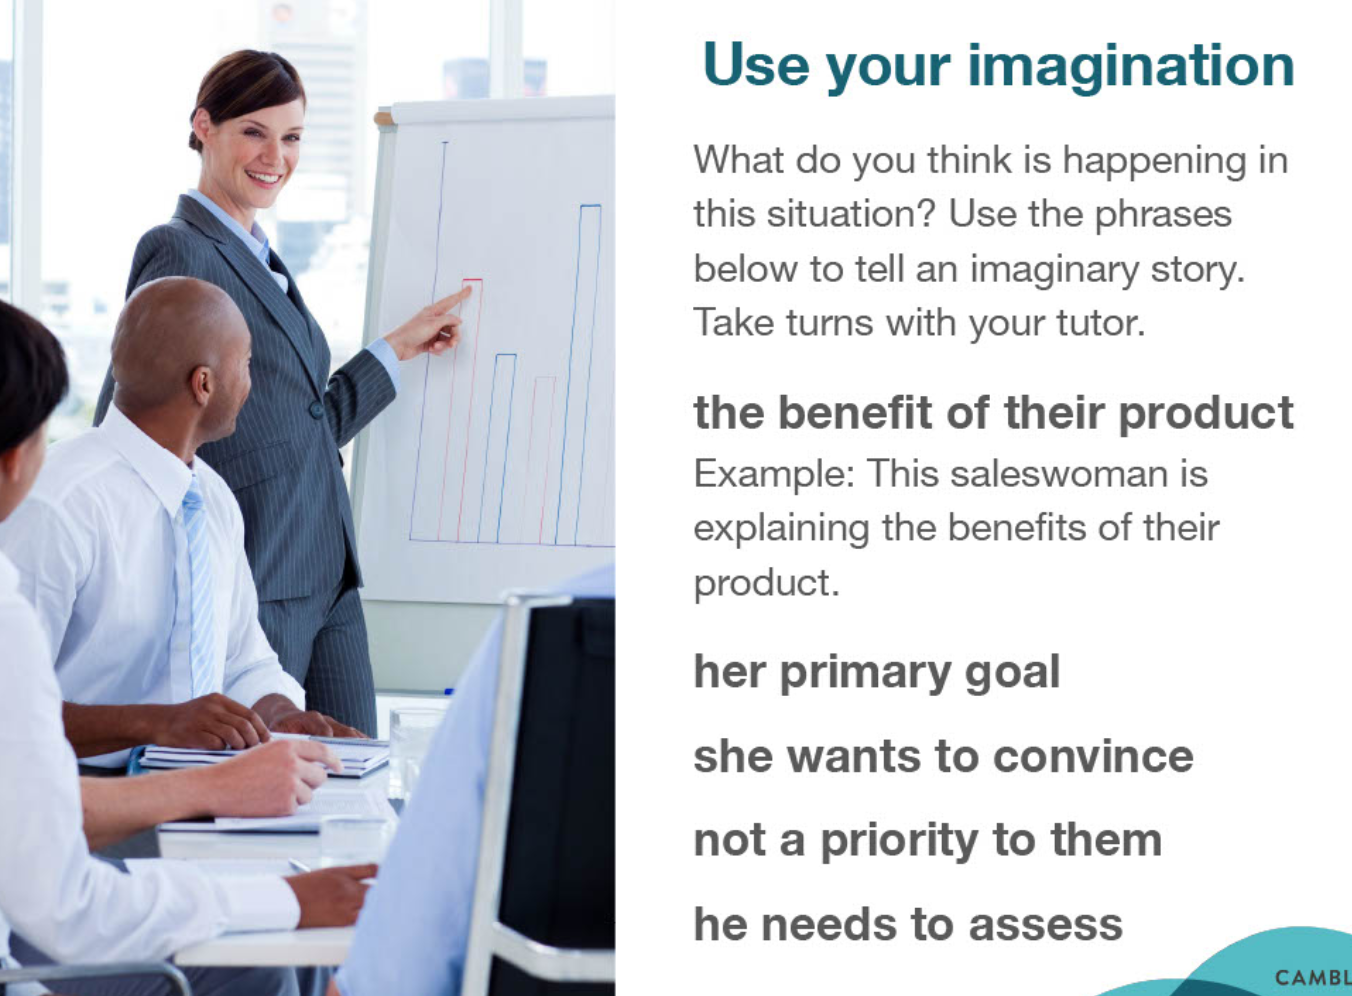 Use your imagination
What do you think is happening in
this situation? Use the phrases
below to tell an imaginary story.
Take turns with your tutor.
the benefit of their product
Example: This saleswoman is
explaining the benefits of their
product.
her primary goal
she wants to convince
not a priority to them
he needs to assess
CAMBL